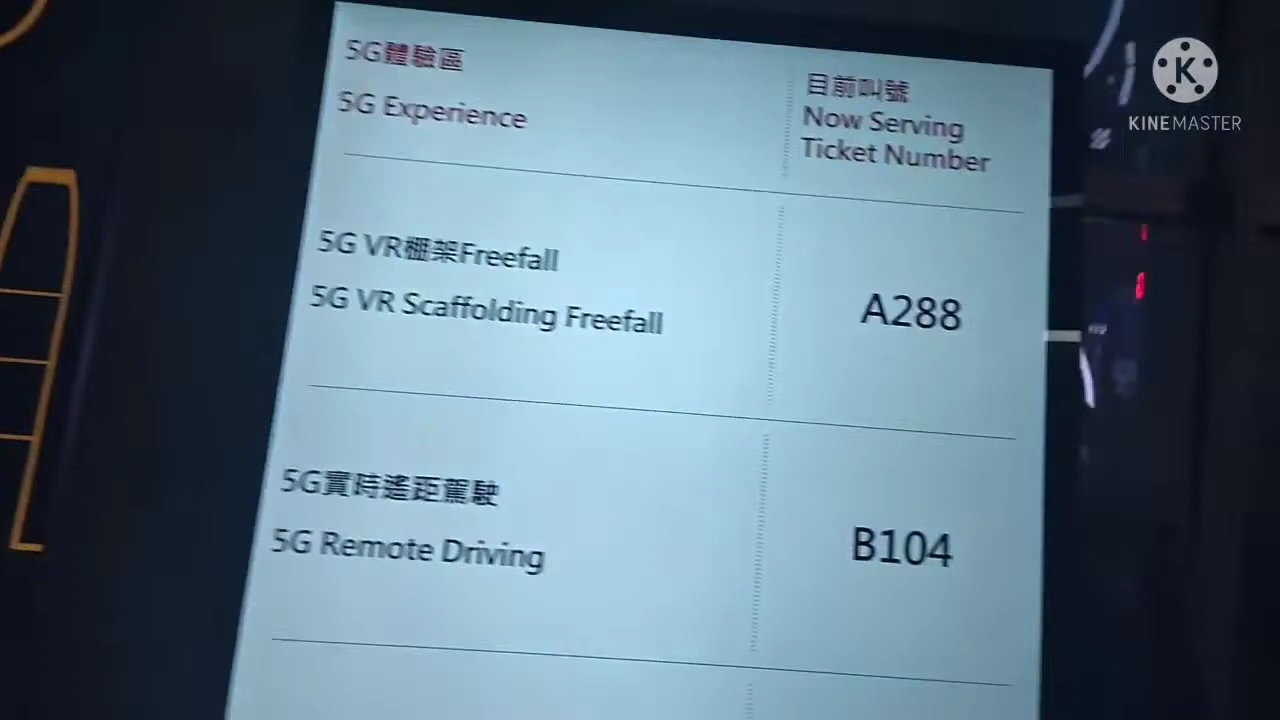 5G體驗區
5G Experience
目前叫號
Now Serving
Ticket Number
5G VR棚架Freefall
5G VR Scaffolding Freefall
A288
5G實時遙距駕駛
5G Remote Driving
B104
K
KINEMASTER